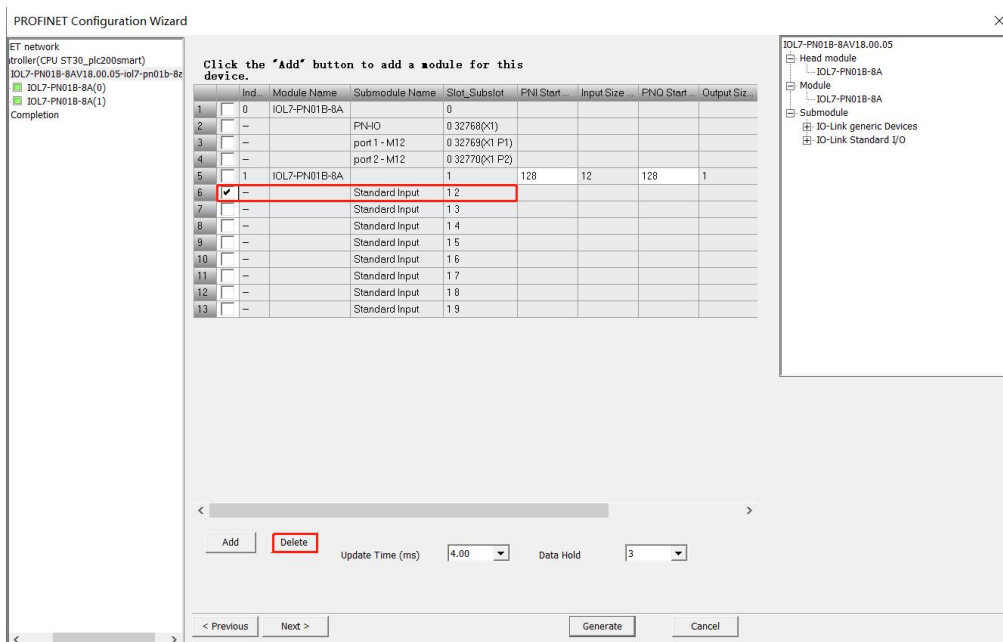 PROFINET Configuration Wizard
ET network
itroller(CPU ST30_plc200smart)
IOL7-PN01B-8AV18.00.05-iol7-pn01b-8a
IOL7-PN01B-8A(0)
IOL7-PN01B-8A(1)
Completion
Click the "Add" button to add a module for this
device.
Ind... Module Name Submodule Name Slot_Subslot PNI Start ... Input Size ... PNQ Start... Output Siz...
1 0 IOL7-PN01B-8A 0
2 – PN-IO 0 32768(X1)
3 – port 1 - M12 0 32769(X1 P1)
4 – port 2 - M12 0 32770(X1 P2)
5 1 IOL7-PN01B-8A 1 128 12 128 1
6 – Standard Input 1 2
7 – Standard Input 1 3
8 – Standard Input 1 4
9 – Standard Input 1 5
10 – Standard Input 1 6
11 – Standard Input 1 7
12 – Standard Input 1 8
13 – Standard Input 1 9
Add Delete Update Time (ms) 4.00 Data Hold 3
< Previous Next > Generate Cancel
IOL7-PN01B-8AV18.00.05
Head module
IOL7-PN01B-8A
Module
IOL7-PN01B-8A
Submodule
IO-Link generic Devices
IO-Link Standard I/O